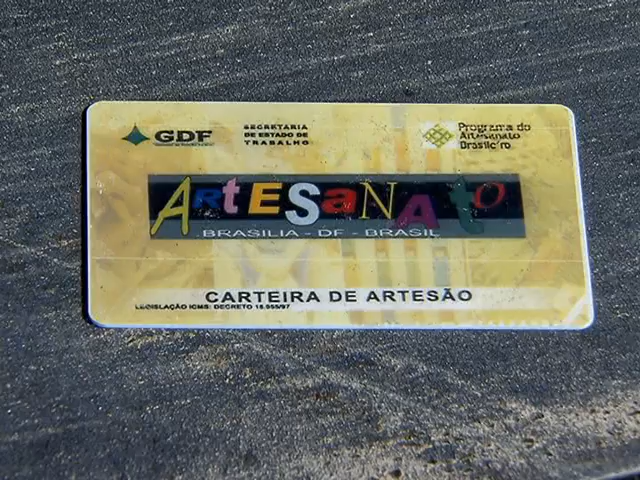 GDF
SECRETARIA
DE ESTADO DE
TRABALHO
Programa do
Artesanato
Brasileiro
ARtESaNAtO
BRASILIA - DF - BRASIL
CARTEIRA DE ARTESÃO
LEGISLAÇÃO ICMS: DECRETO